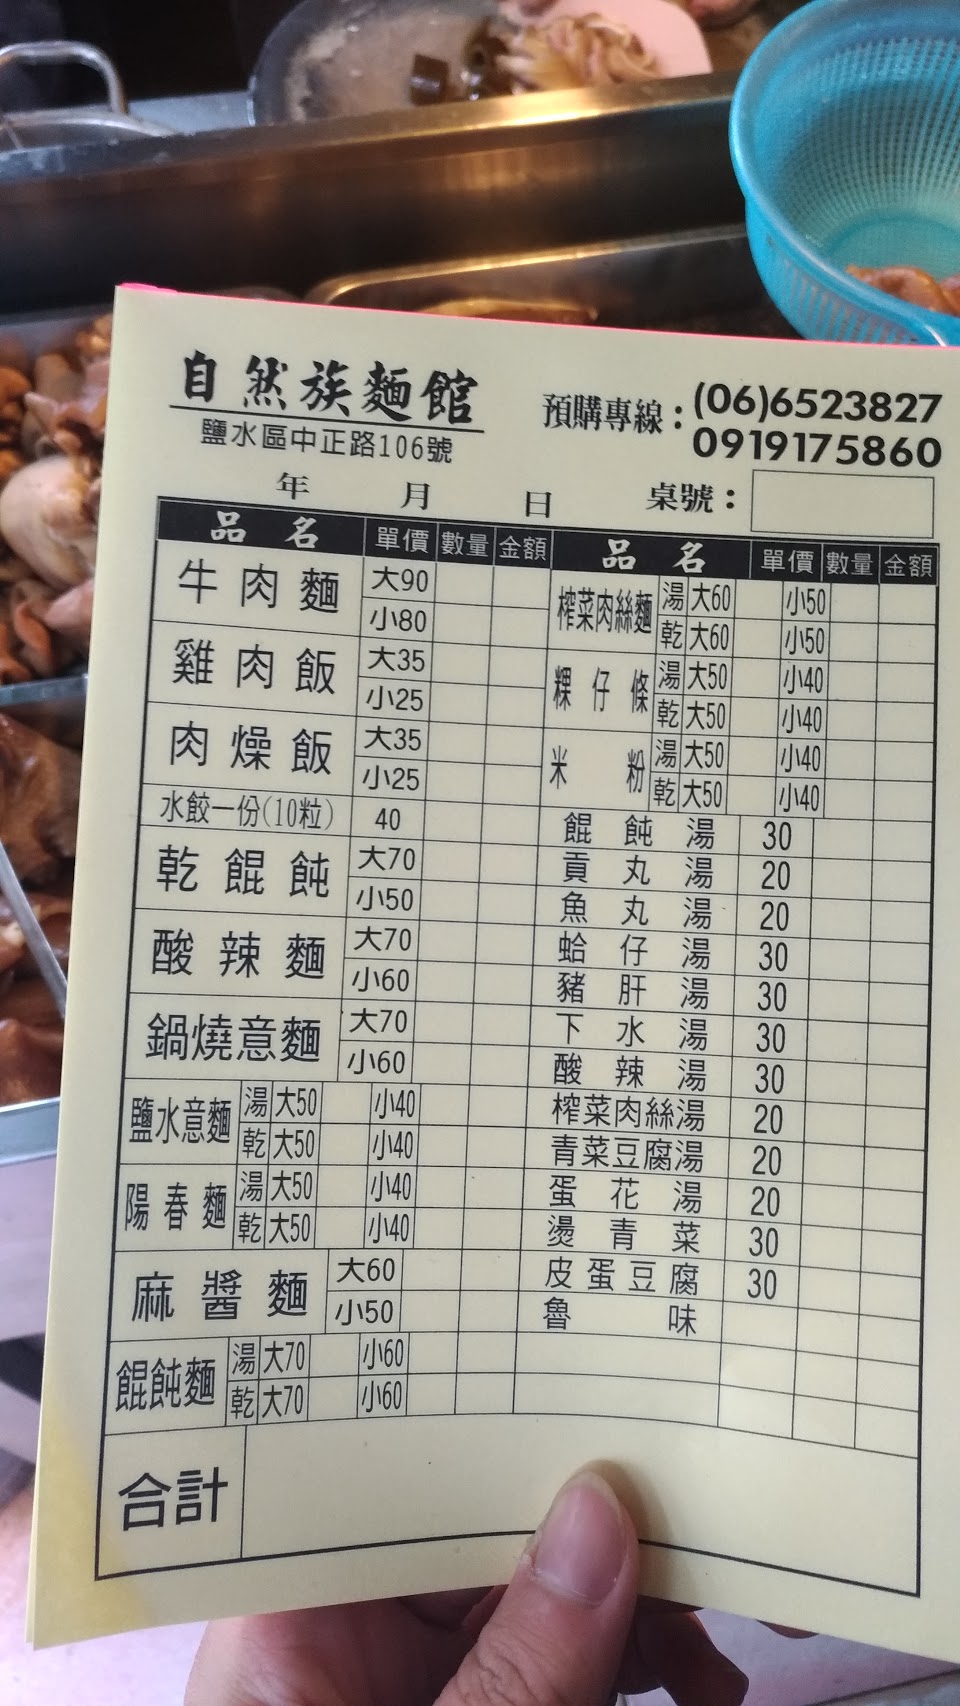 自然族麵館
鹽水區中正路106號
預購專線：(06)6523827
0919175860
年 月 日 桌號：
品名 單價 數量 金額
牛肉麵 大90
小80
雞肉飯 大35
小25
肉燥飯 大35
小25
水餃一份(10粒) 40
乾餛飩 大70
小50
酸辣麵 大70
小60
鍋燒意麵 大70
小60
鹽水意麵 湯 大50 小40
乾 大50 小40
陽春麵 湯 大50 小40
乾 大50 小40
麻醬麵 大60
小50
餛飩麵 湯 大70 小60
乾 大70 小60
品名 單價 數量 金額
榨菜肉絲麵 湯 大60 小50
乾 大60 小50
粿仔條 湯 大50 小40
乾 大50 小40
米粉 湯 大50 小40
乾 大50 小40
餛飩湯 30
貢丸湯 20
魚丸湯 20
蛤仔湯 30
豬肝湯 30
下水湯 30
酸辣湯 30
榨菜肉絲湯 20
青菜豆腐湯 20
蛋花湯 20
燙青菜 30
皮蛋豆腐 30
魯味
合計